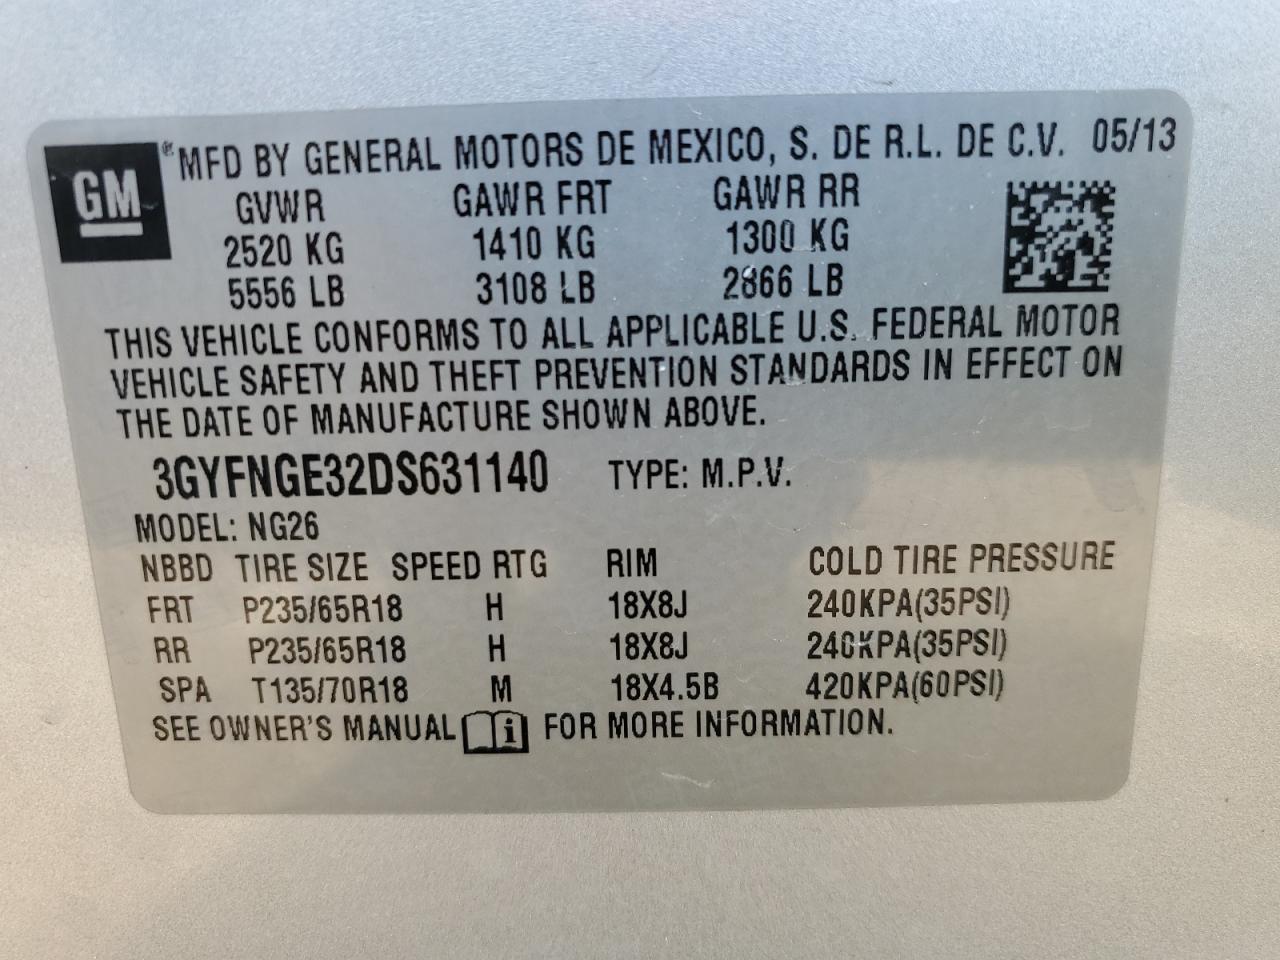 GM ® MFD BY GENERAL MOTORS DE MEXICO, S. DE R.L. DE C.V. 05/13
GVWR GAWR FRT GAWR RR
2520 KG 1410 KG 1300 KG
5556 LB 3108 LB 2866 LB
THIS VEHICLE CONFORMS TO ALL APPLICABLE U.S. FEDERAL MOTOR
VEHICLE SAFETY AND THEFT PREVENTION STANDARDS IN EFFECT ON
THE DATE OF MANUFACTURE SHOWN ABOVE.
3GYFNGE32DS631140 TYPE: M.P.V.
MODEL: NG26
NBBD TIRE SIZE SPEED RTG RIM COLD TIRE PRESSURE
FRT P235/65R18 H 18X8J 240KPA(35PSI)
RR P235/65R18 H 18X8J 240KPA(35PSI)
SPA T135/70R18 M 18X4.5B 420KPA(60PSI)
SEE OWNER'S MANUAL i FOR MORE INFORMATION.